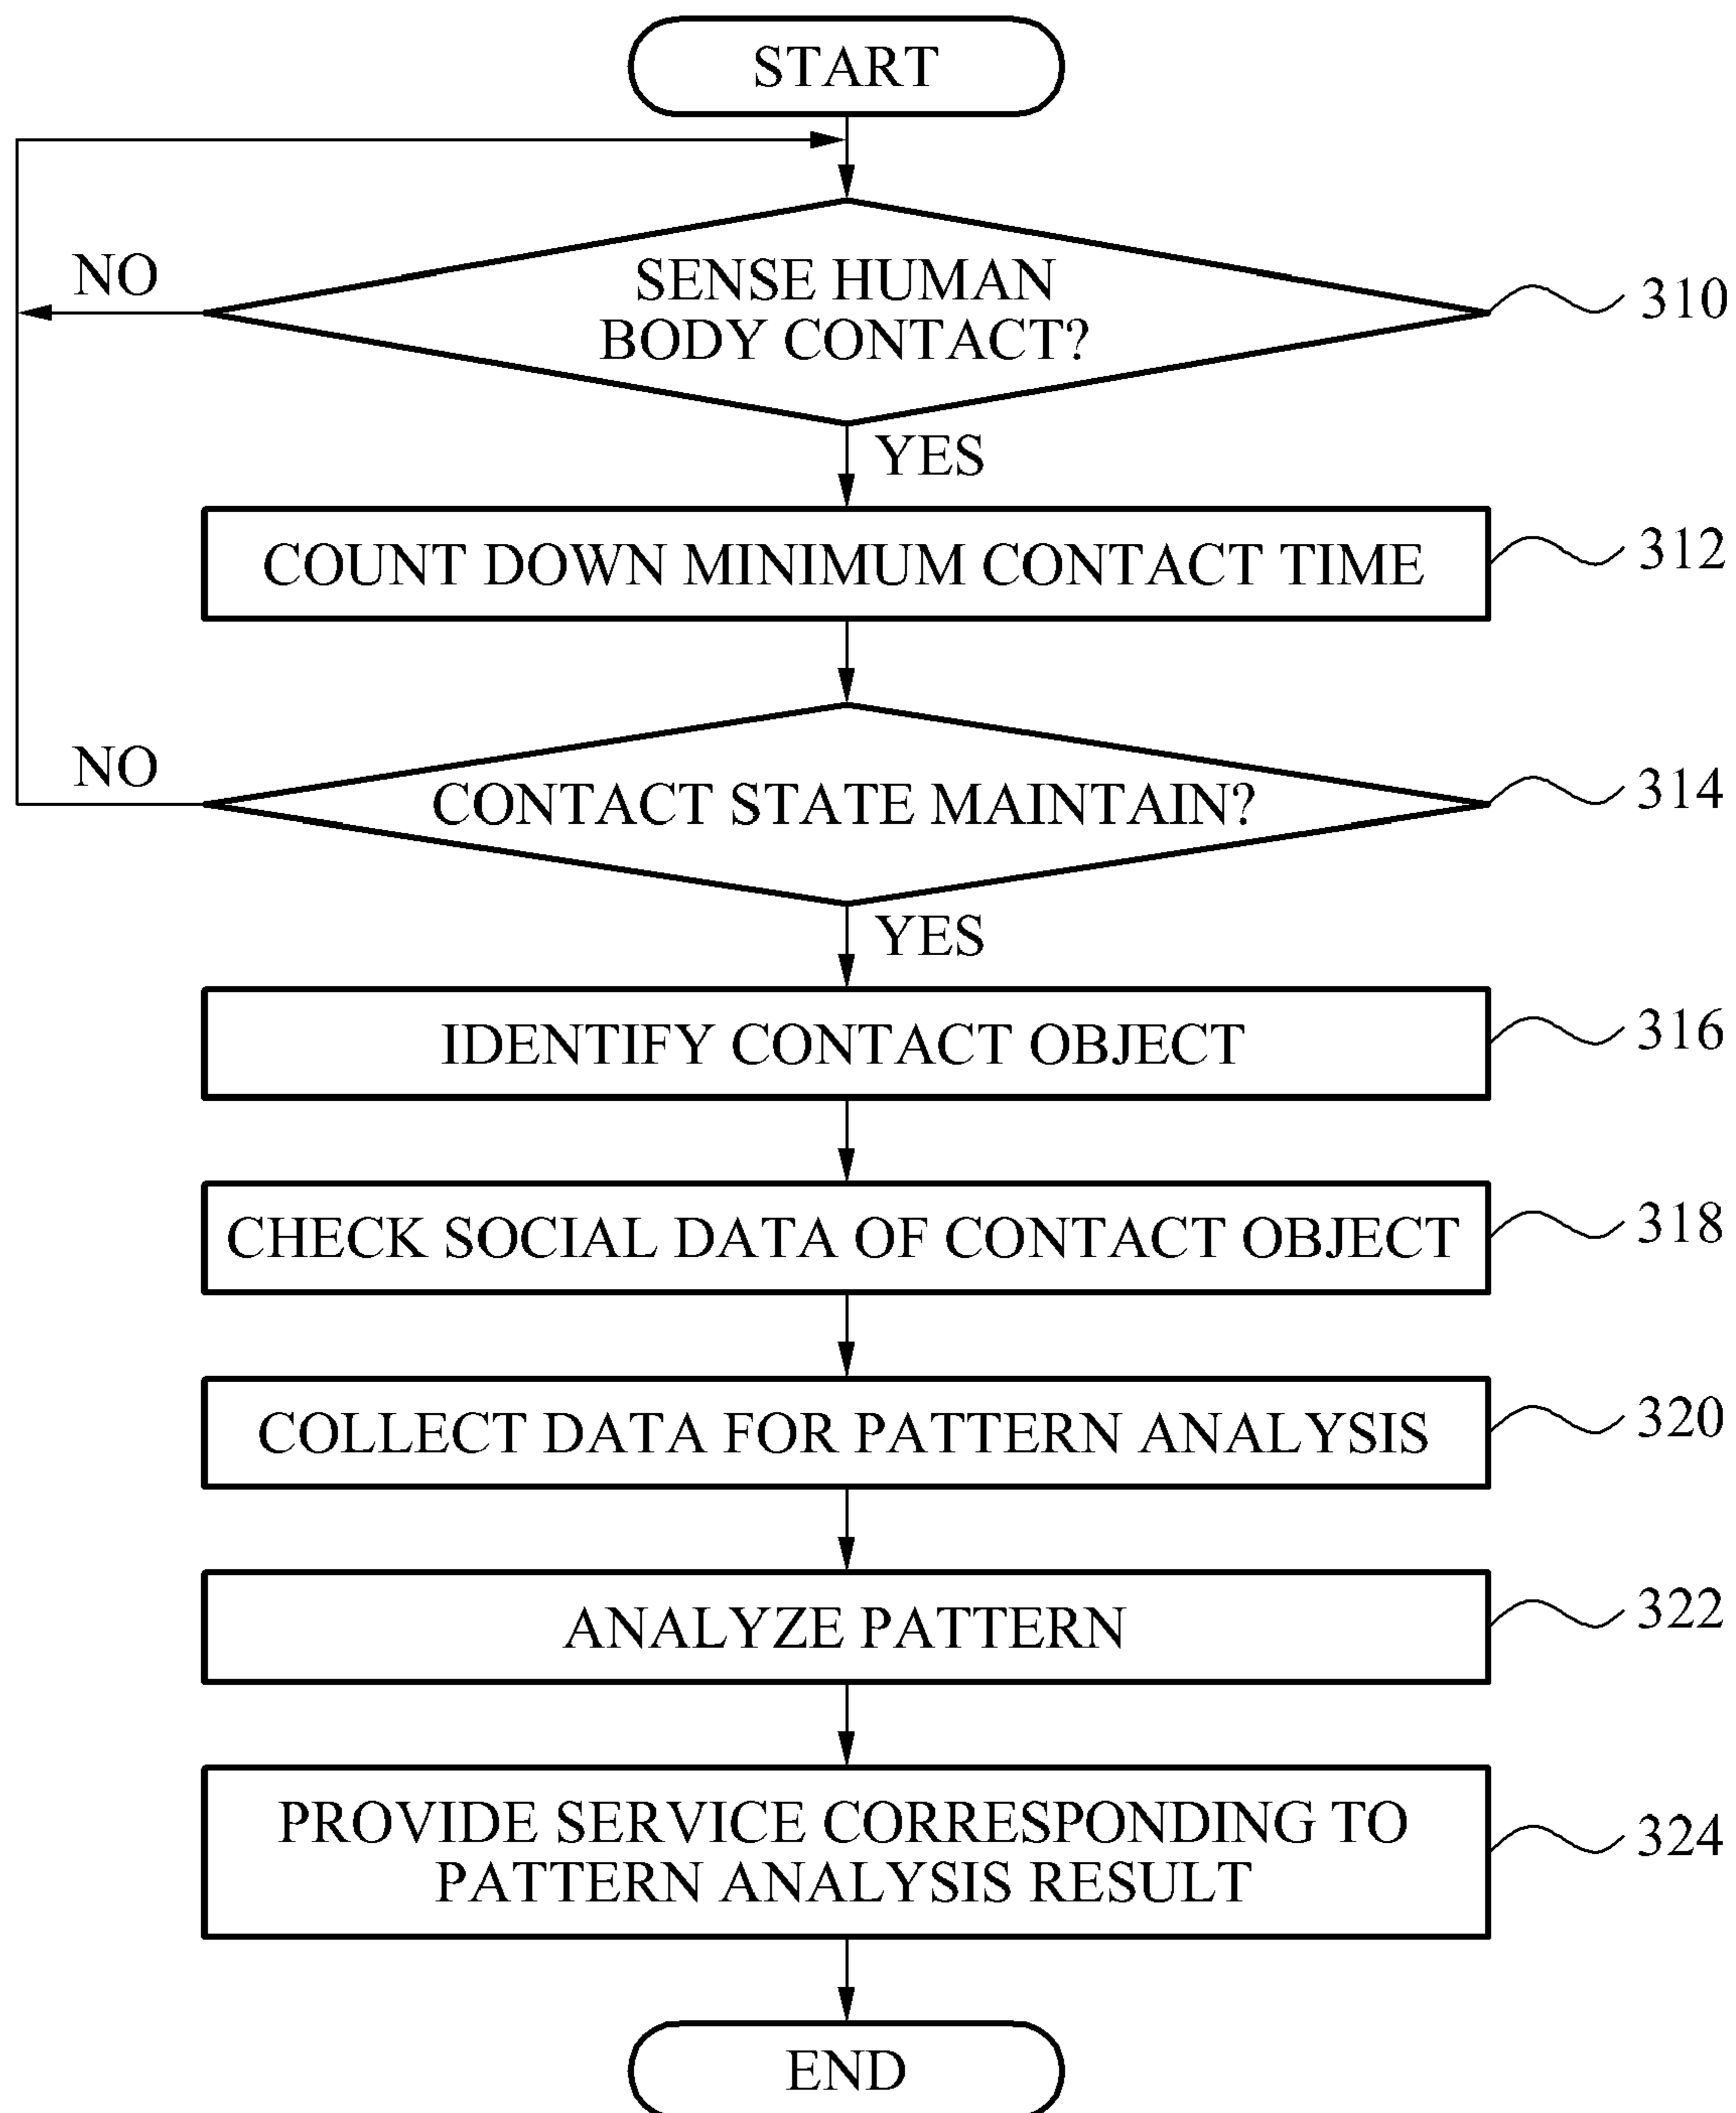 START
NO
SENSE HUMAN
BODY CONTACT?
310
YES
COUNT DOWN MINIMUM CONTACT TIME
312
NO
CONTACT STATE MAINTAIN?
314
YES
IDENTIFY CONTACT OBJECT
316
CHECK SOCIAL DATA OF CONTACT OBJECT
318
COLLECT DATA FOR PATTERN ANALYSIS
320
ANALYZE PATTERN
322
PROVIDE SERVICE CORRESPONDING TO
PATTERN ANALYSIS RESULT
324
END